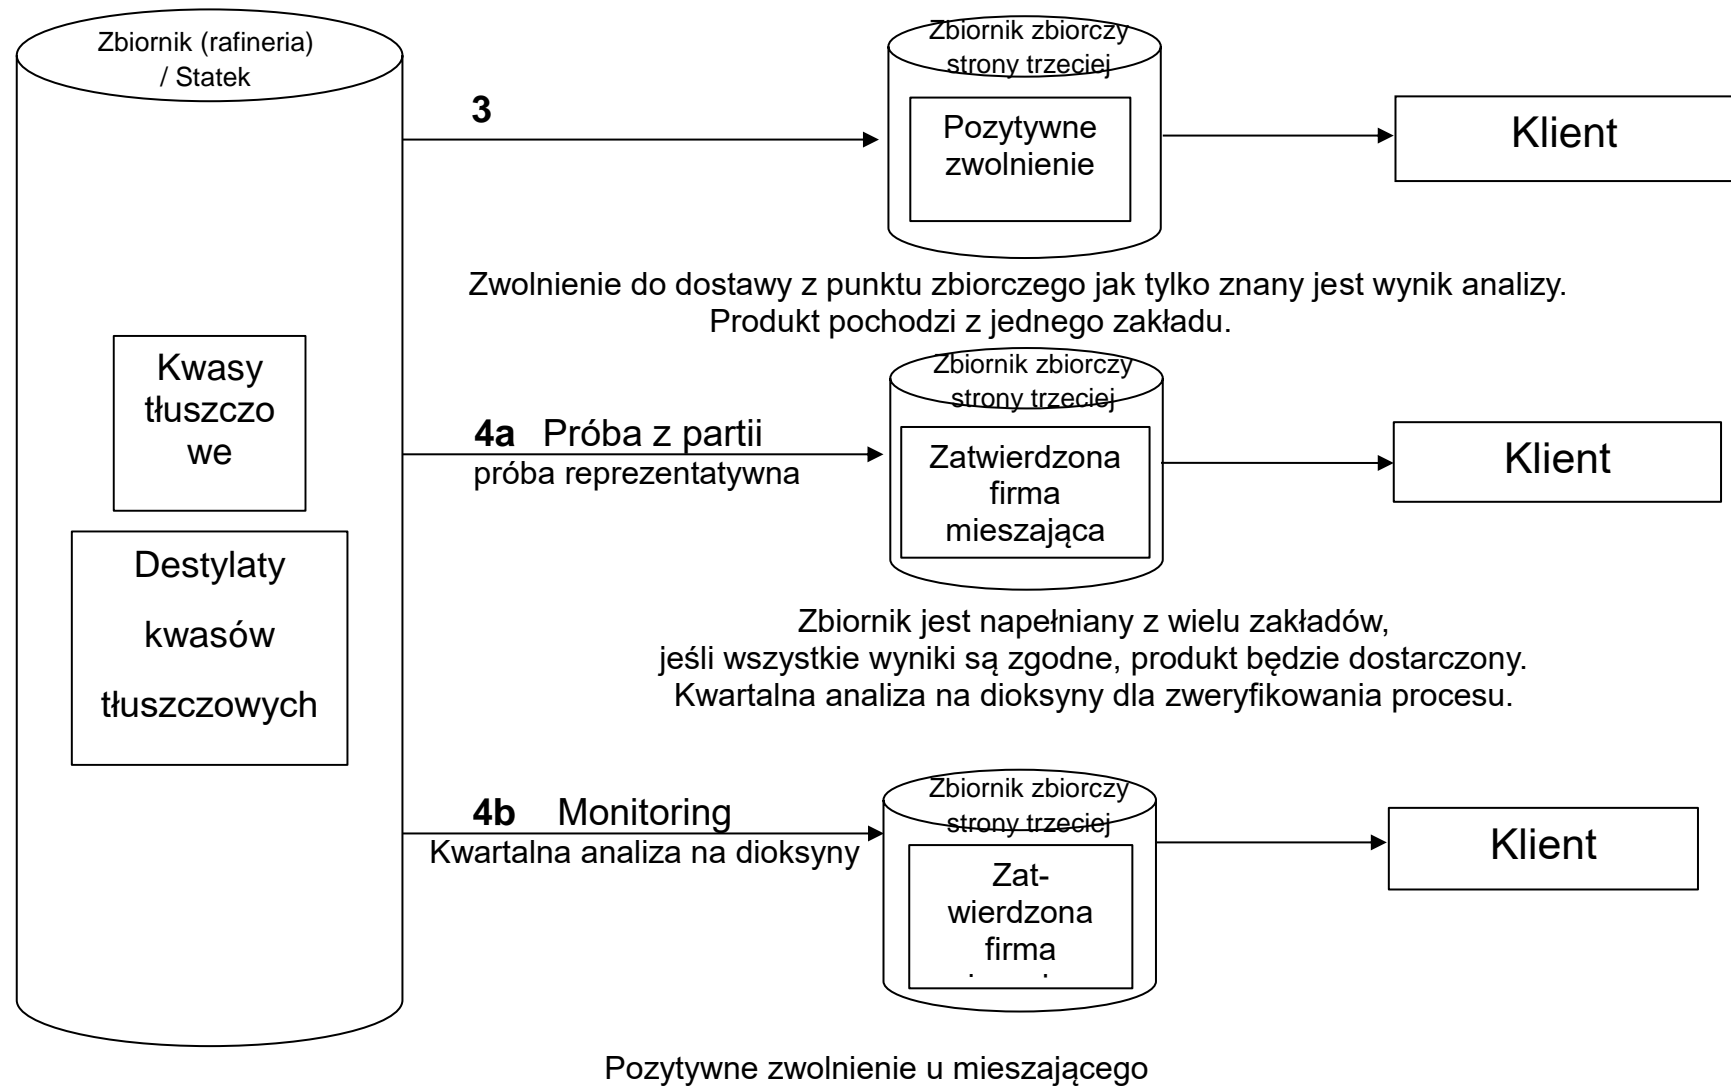 Zbiornik (rafineria)
/ Statek
Kwasy
tłuszczo
we
Destylaty
kwasów
tłuszczowych
3
Zbiornik zbiorczy
strony trzeciej
Pozytywne
zwolnienie
Klient
Zwolnienie do dostawy z punktu zbiorczego jak tylko znany jest wynik analizy.
Produkt pochodzi z jednego zakładu.
4a Próba z partii
próba reprezentatywna
Zbiornik zbiorczy
strony trzeciej
Zatwierdzona
firma
mieszająca
Klient
Zbiornik jest napełniany z wielu zakładów,
jeśli wszystkie wyniki są zgodne, produkt będzie dostarczony.
Kwartalna analiza na dioksyny dla zweryfikowania procesu.
4b Monitoring
Kwartalna analiza na dioksyny
Zbiornik zbiorczy
strony trzeciej
Zat-
wierdzona
firma
Klient
Pozytywne zwolnienie u mieszającego